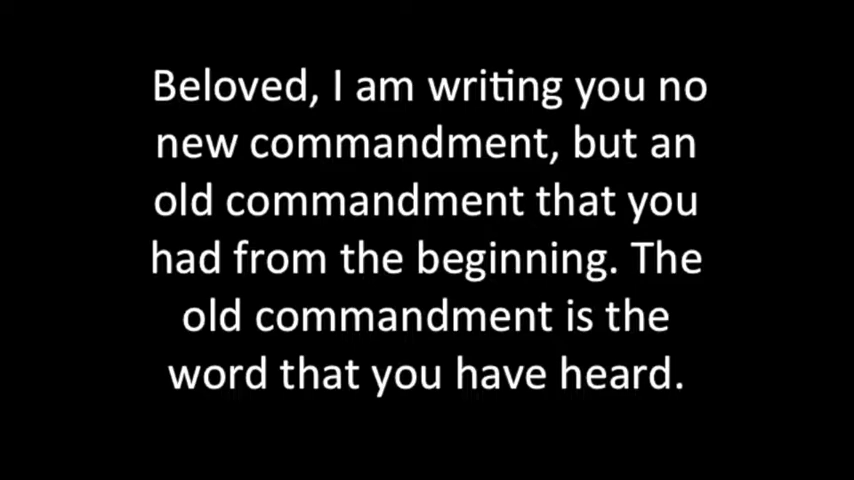 Beloved, I am writing you no
new commandment, but an
old commandment that you
had from the beginning. The
old commandment is the
word that you have heard.